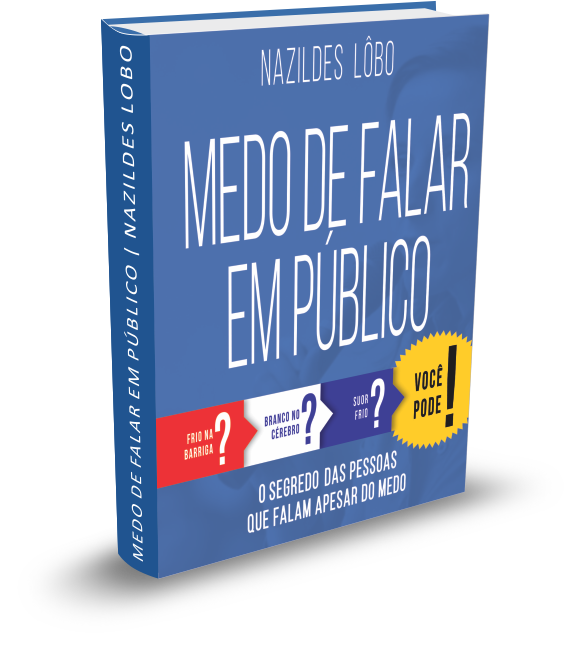 NAZILDES LÔBO
MEDO DE FALAR
EM PÚBLICO
FRIO NA
BARRIGA
?
BRANCO NO
CÉREBRO
?
SUOR
FRIO
?
VOCÊ
PODE
!
O SEGREDO DAS PESSOAS
QUE FALAM APESAR DO MEDO
MEDO DE FALAR EM PÚBLICO | NAZILDES LOBO